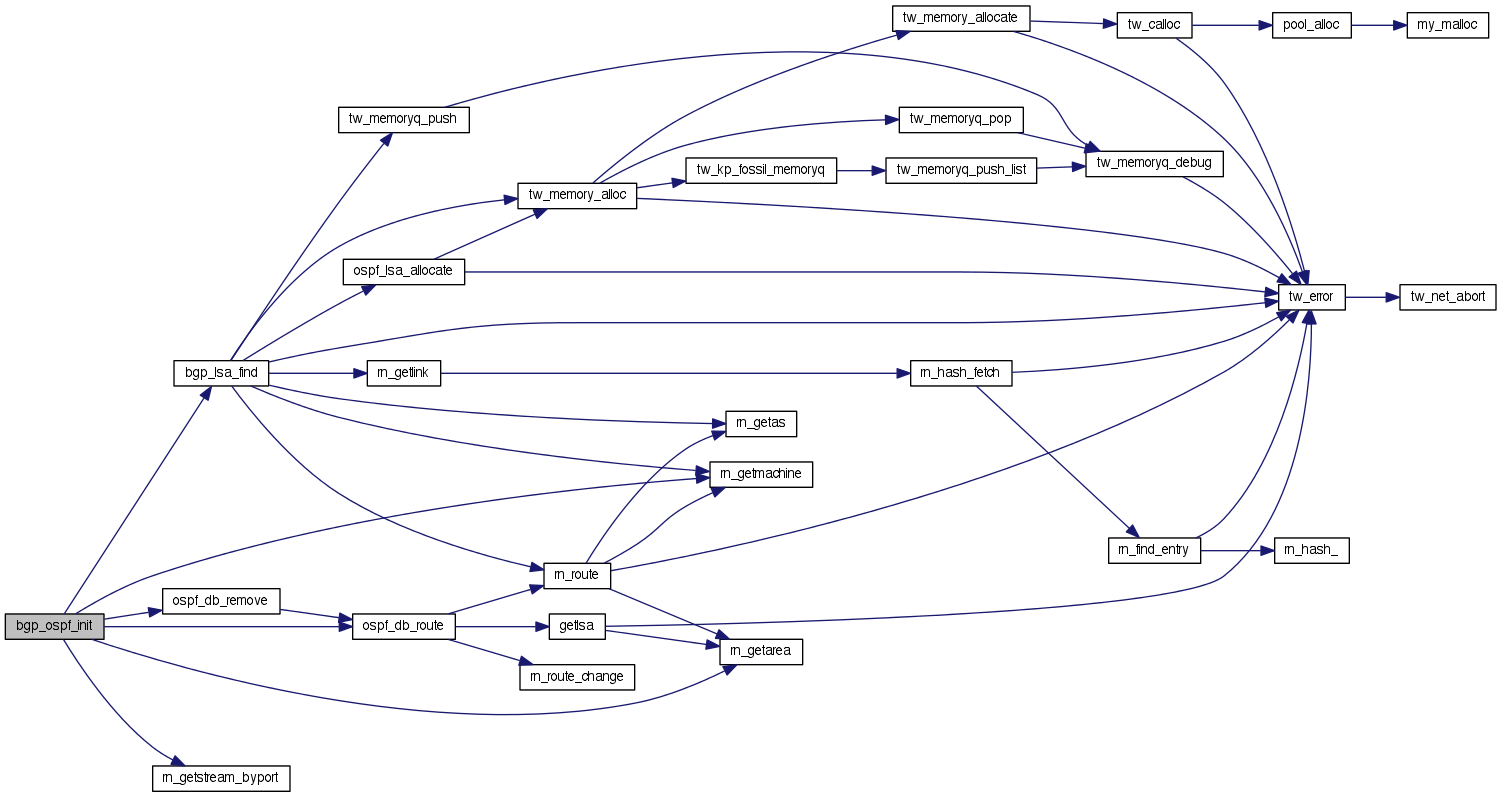 tw_memory_allocate
tw_calloc
pool_alloc
my_malloc
tw_memoryq_push
tw_memoryq_pop
tw_memoryq_debug
tw_kp_fossil_memoryq
tw_memoryq_push_list
tw_memory_alloc
ospf_lsa_allocate
tw_error
tw_net_abort
bgp_lsa_find
rn_getlink
rn_hash_fetch
rn_getas
rn_getmachine
rn_find_entry
rn_hash_
rn_route
ospf_db_remove
bgp_ospf_init
ospf_db_route
getlsa
rn_getarea
rn_route_change
rn_getstream_byport